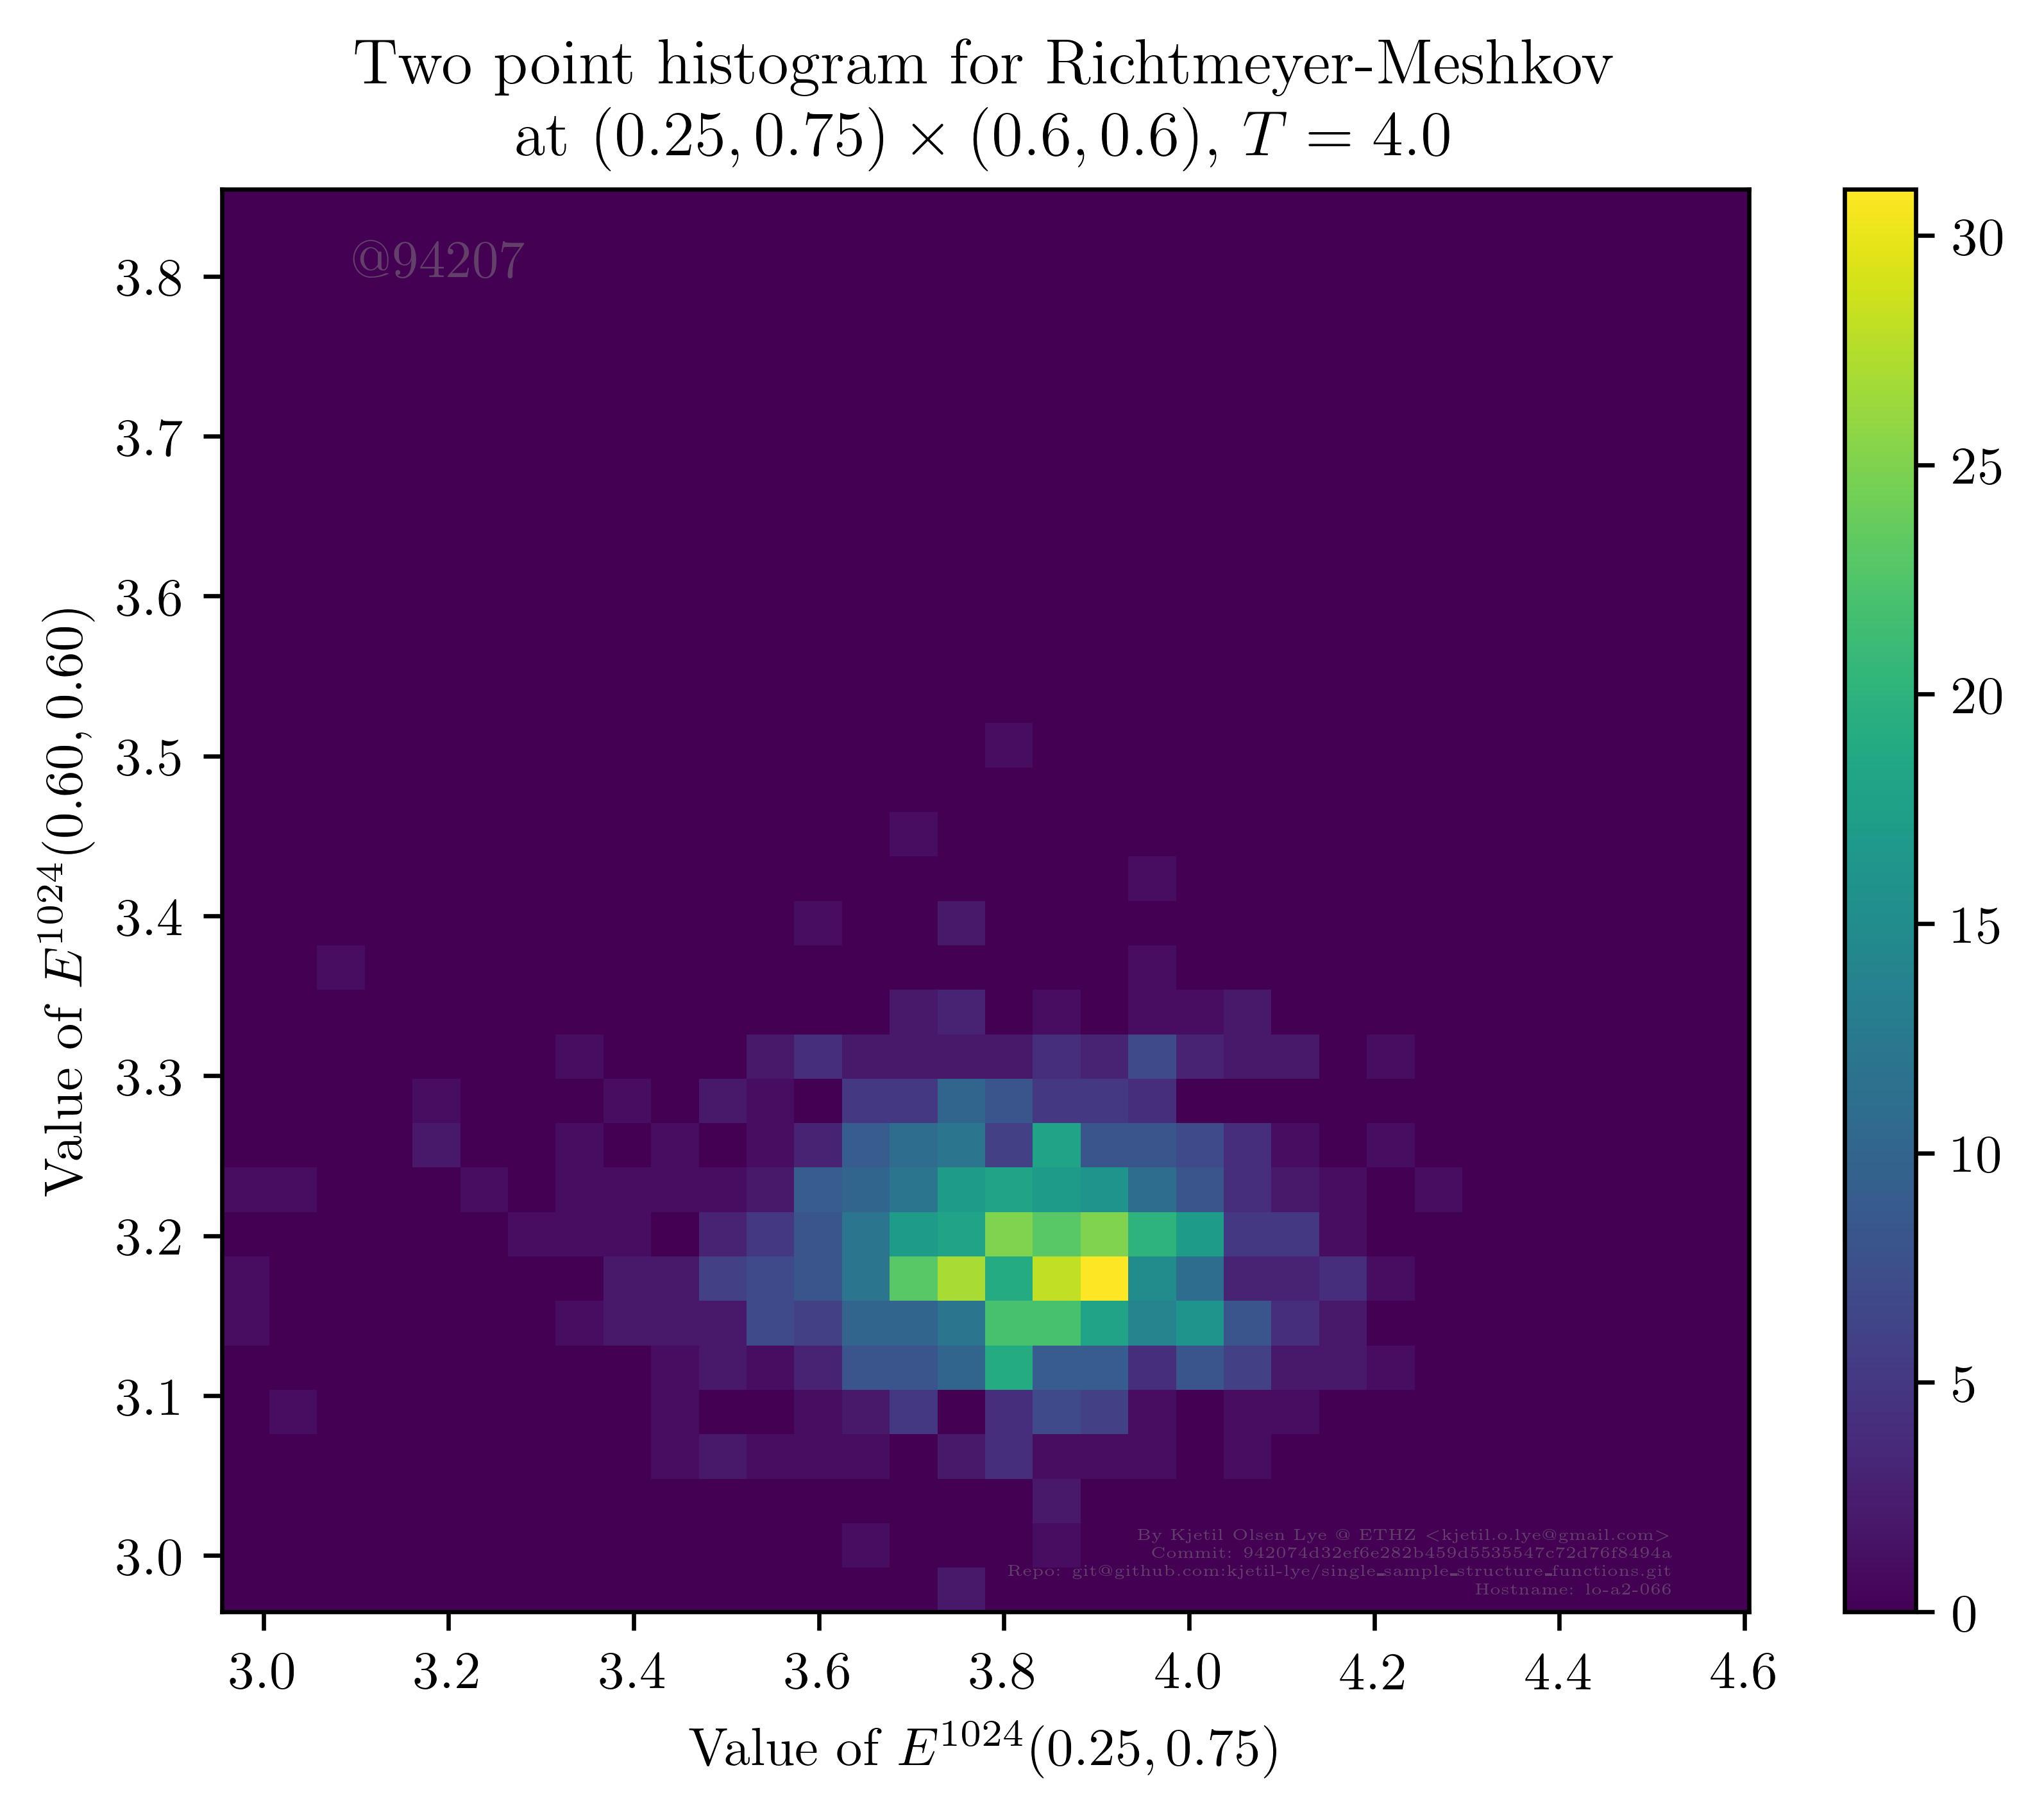 Two point histogram for Richtmeyer-Meshkov
at (0.25, 0.75) × (0.6, 0.6), T = 4.0
@94207
3.8
3.7
3.6
3.5
3.4
3.3
3.2
3.1
3.0
Value of E^1024(0.60, 0.60)
By Kjetil Olsen Lye @ ETHZ <kjetil.o.lye@gmail.com>
Commit: 942074d32ef6e282b459d5535547c72d76f8494a
Repo: git@github.com:kjetil-lye/single_sample_structure_functions.git
Hostname: lo-a2-066
3.0 3.2 3.4 3.6 3.8 4.0 4.2 4.4 4.6
Value of E^1024(0.25, 0.75)
30
25
20
15
10
5
0